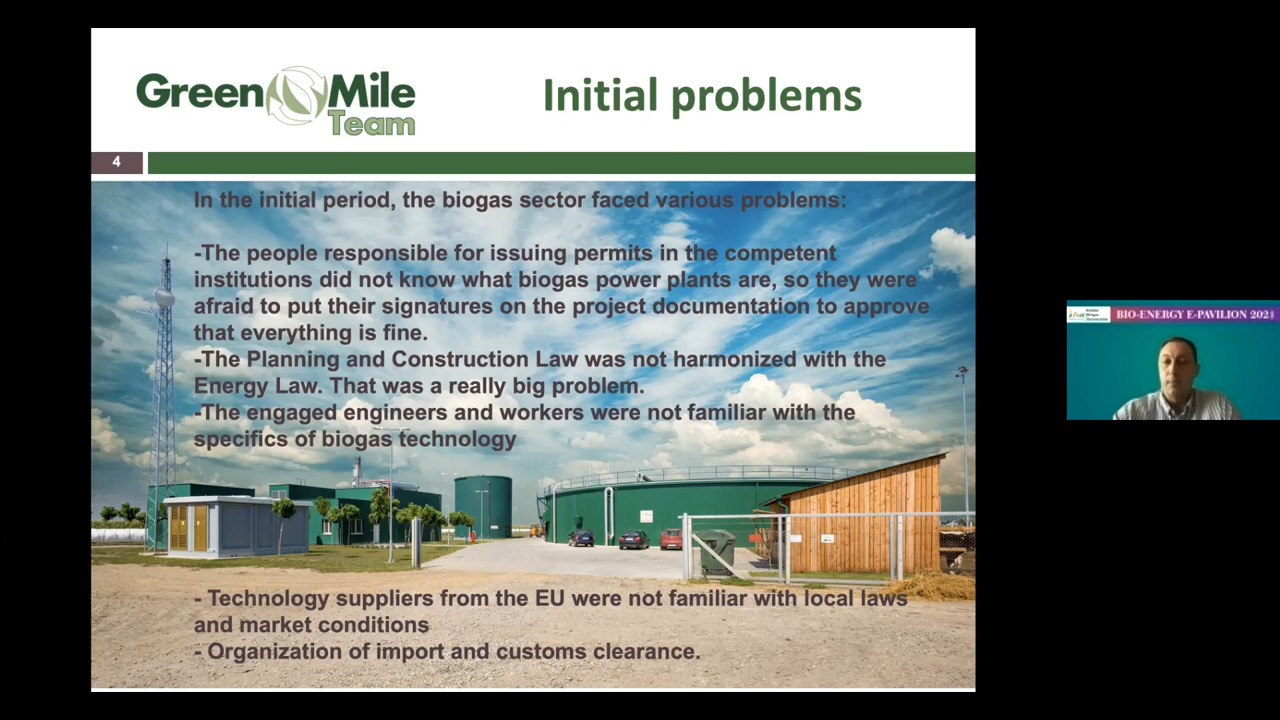 Green Mile
Team
Initial problems
4
In the initial period, the biogas sector faced various problems:
-The people responsible for issuing permits in the competent
institutions did not know what biogas power plants are, so they were
afraid to put their signatures on the project documentation to approve
that everything is fine.
-The Planning and Construction Law was not harmonized with the
Energy Law. That was a really big problem.
-The engaged engineers and workers were not familiar with the
specifics of biogas technology
- Technology suppliers from the EU were not familiar with local laws
and market conditions
- Organization of import and customs clearance.
BIO-ENERGY E-PAVILION